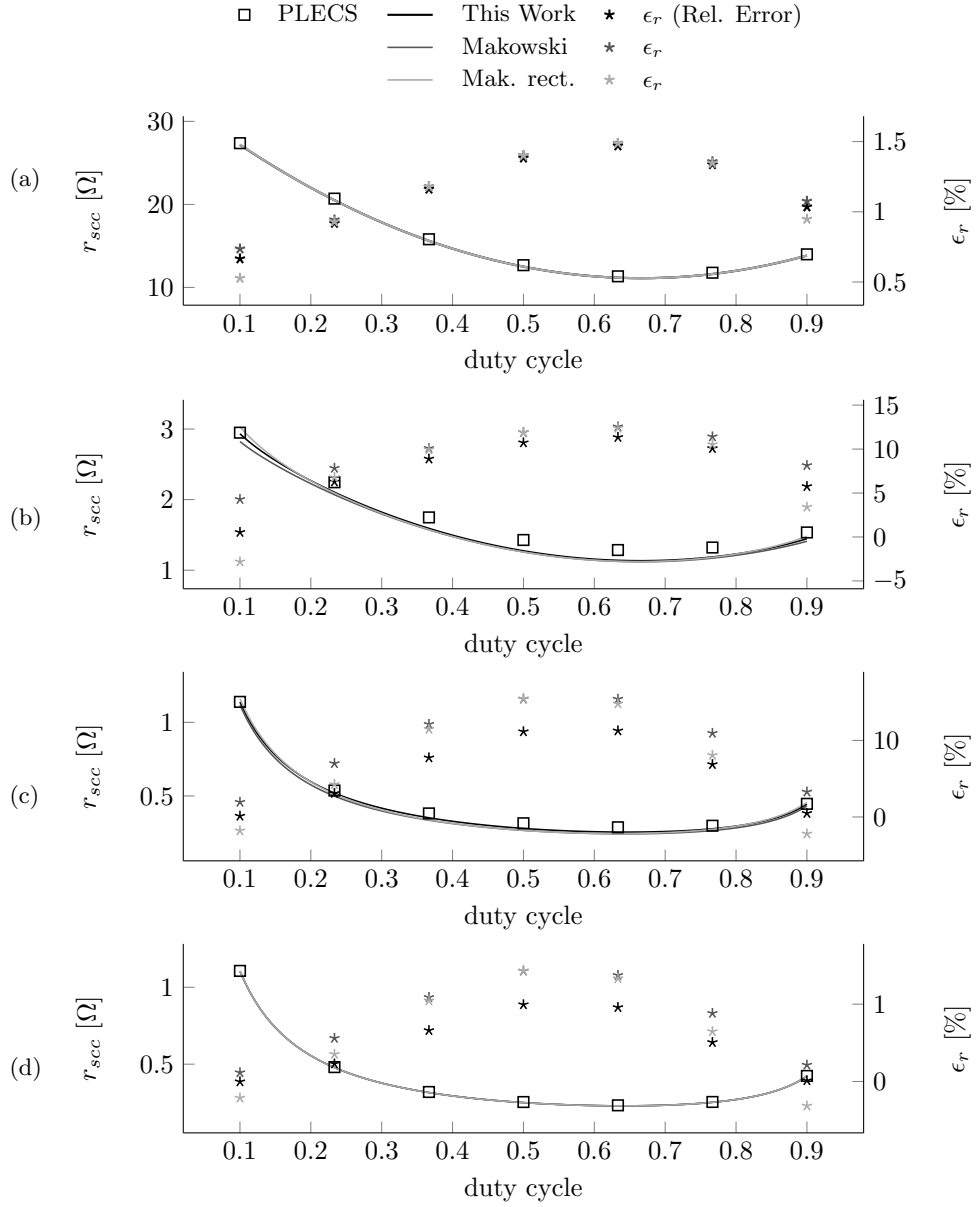 PLECS This Work ϵr (Rel. Error)
Makowski ϵr
Mak. rect. ϵr
(a)
rscc [Ω]
30
20
10
1.5
1
0.5
ϵr [%]
0.1 0.2 0.3 0.4 0.5 0.6 0.7 0.8 0.9
duty cycle
(b)
rscc [Ω]
3
2
1
15
10
5
0
−5
ϵr [%]
0.1 0.2 0.3 0.4 0.5 0.6 0.7 0.8 0.9
duty cycle
(c)
rscc [Ω]
1
0.5
10
0
ϵr [%]
0.1 0.2 0.3 0.4 0.5 0.6 0.7 0.8 0.9
duty cycle
(d)
rscc [Ω]
1
0.5
1
0
ϵr [%]
0.1 0.2 0.3 0.4 0.5 0.6 0.7 0.8 0.9
duty cycle